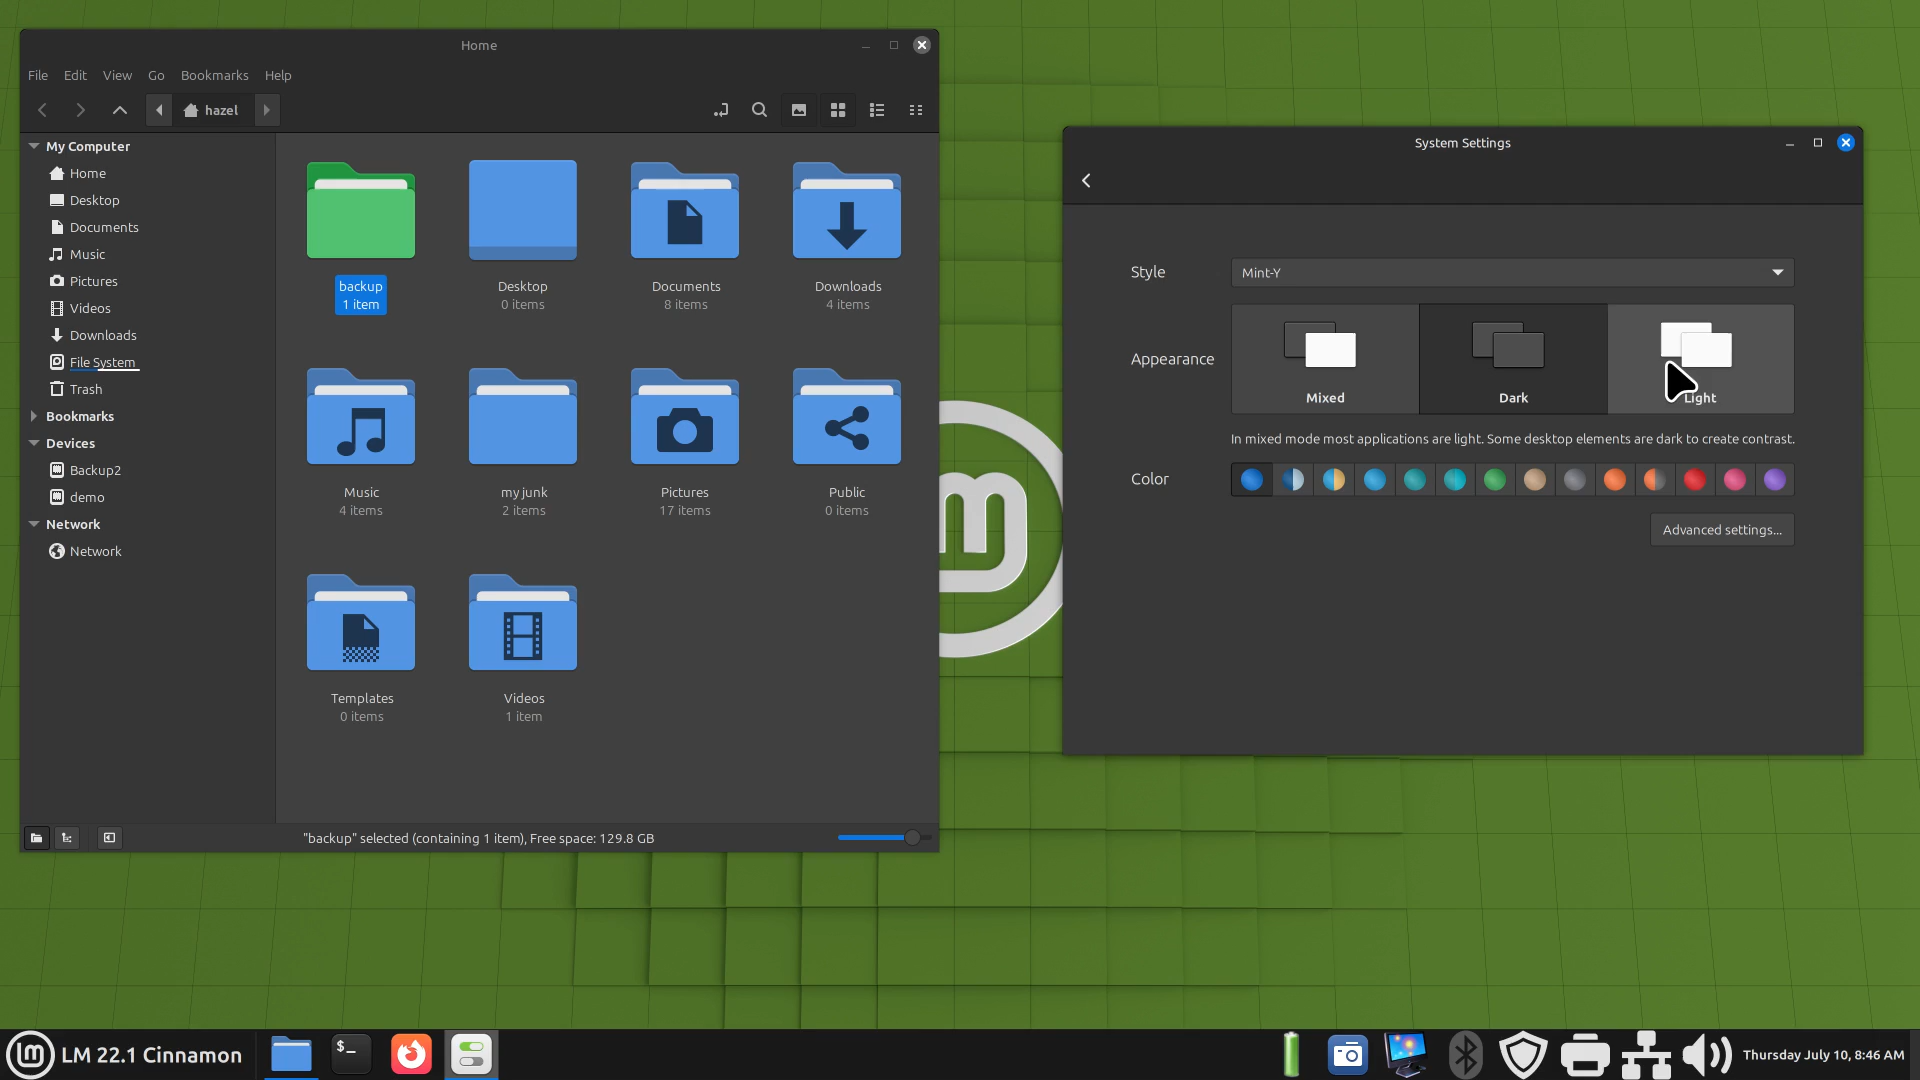 Home
File Edit View Go Bookmarks Help
hazel
My Computer
Home
Desktop
Documents
Music
Pictures
Videos
Downloads
File System
Trash
Bookmarks
Devices
Backup2
demo
Network
Network
backup
1 item
Desktop
0 items
Documents
8 items
Downloads
4 items
Music
4 items
my junk
2 items
Pictures
17 items
Public
0 items
Templates
0 items
Videos
1 item
"backup" selected (containing 1 item), Free space: 129.8 GB
System Settings
Style
Mint-Y
Appearance
Mixed
Dark
Light
In mixed mode most applications are light. Some desktop elements are dark to create contrast.
Color
Advanced settings...
LM 22.1 Cinnamon
$_
Thursday July 10, 8:46 AM